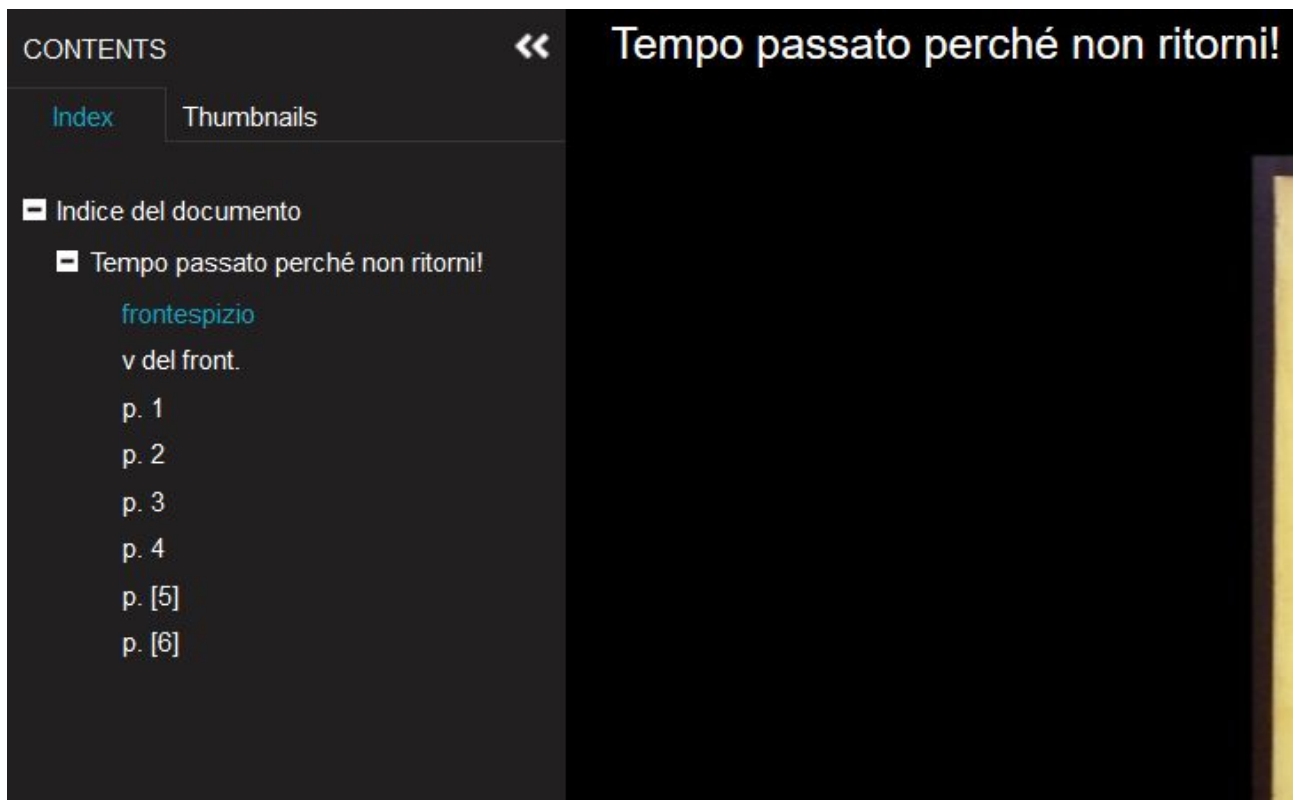 CONTENTS
Tempo passato perché non ritorni!
Index
Thumbnails
Indice del documento
Tempo passato perché non ritorni!
frontespizio
v del front.
p. 1
p. 2
p. 3
p. 4
p. [5]
p. [6]